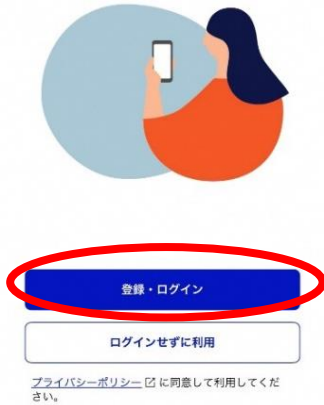 登録・ログイン
ログインせずに利用
プライバシーポリシー に同意して利用してくだ
さい。